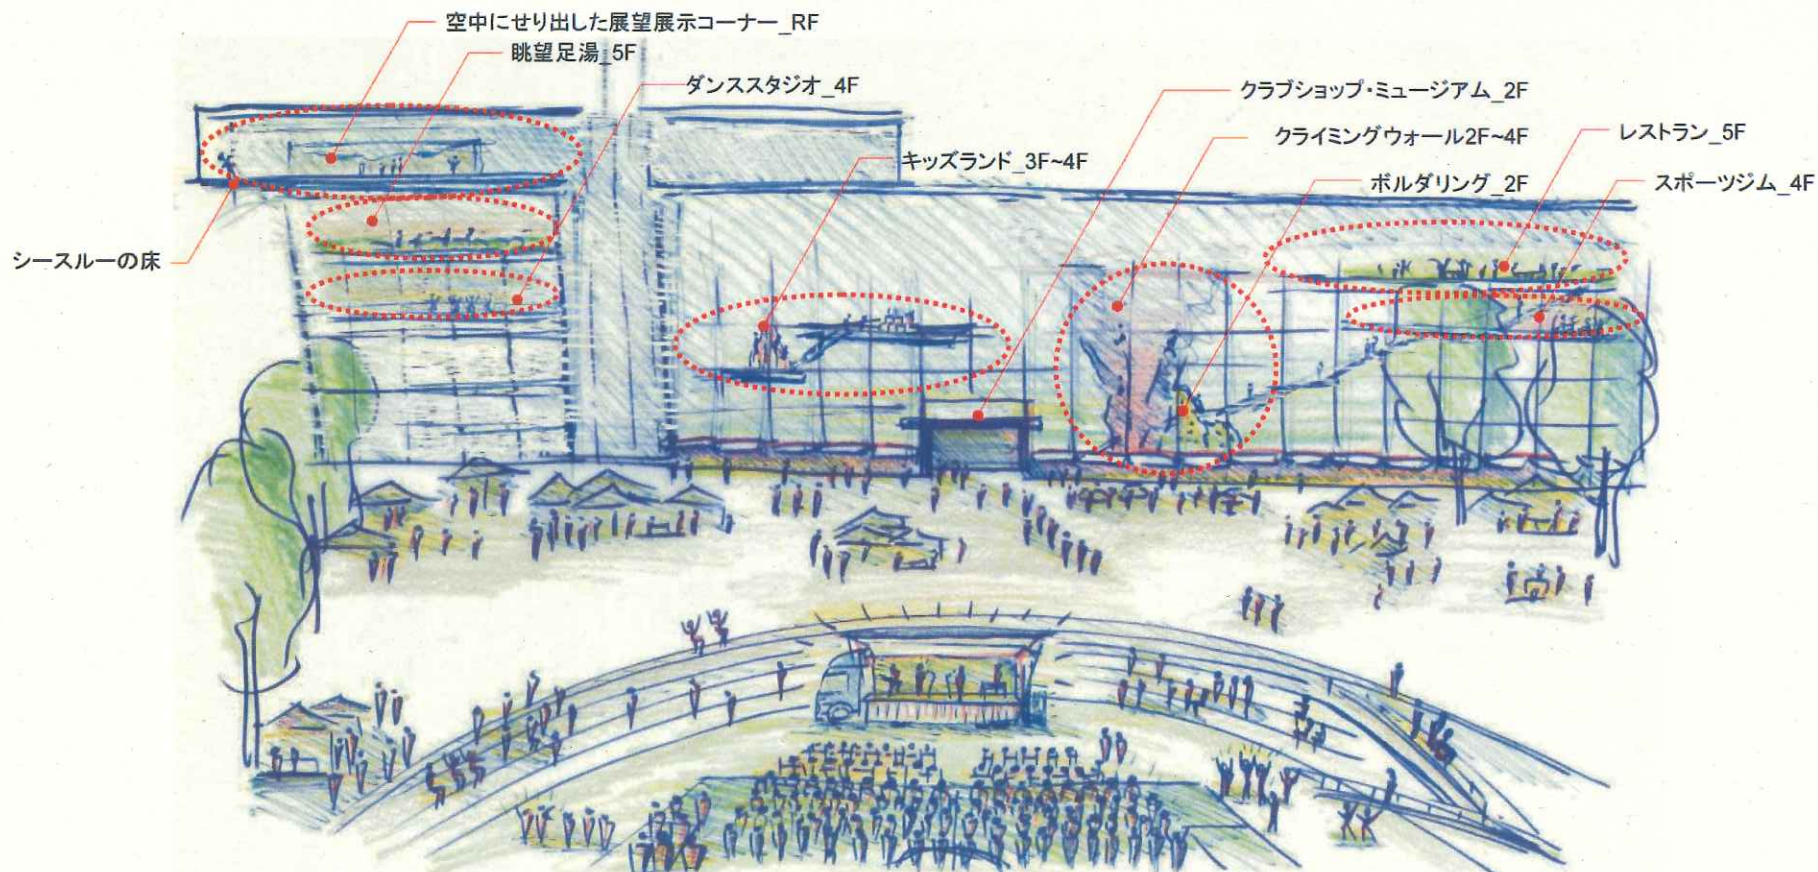 空中にせり出した展望展示コーナー_RF
眺望足湯_5F
ダンススタジオ_4F
クラブショップ・ミュージアム_2F
クライミングウォール2F~4F
レストラン_5F
キッズランド_3F~4F
ボルダリング_2F
スポーツジム_4F
シースルーの床